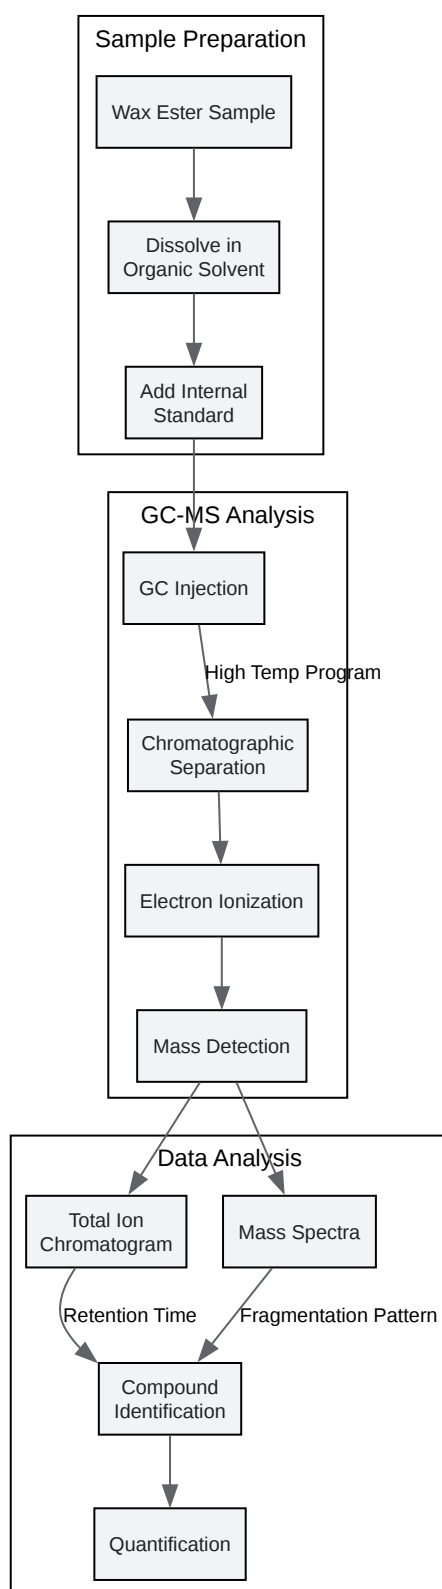 Sample Preparation
Wax Ester Sample
Dissolve in
Organic Solvent
Add Internal
Standard
GC-MS Analysis
GC Injection
High Temp Program
Chromatographic
Separation
Electron Ionization
Mass Detection
Data Analysis
Total Ion
Chromatogram
Mass Spectra
Retention Time
Fragmentation Pattern
Compound
Identification
Quantification